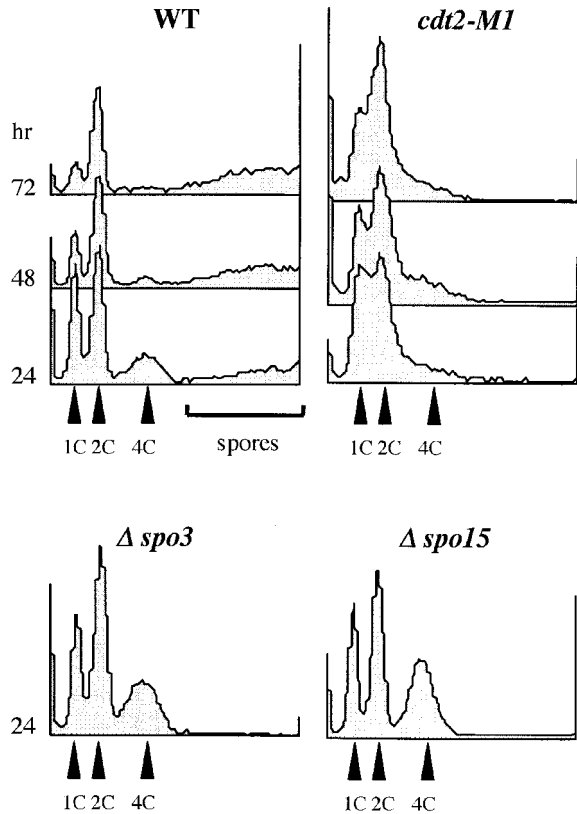 WT
cdt2-M1
hr
72
48
24
1C 2C 4C
spores
1C 2C 4C
Δ spo3
Δ spo15
24
1C 2C 4C
1C 2C 4C